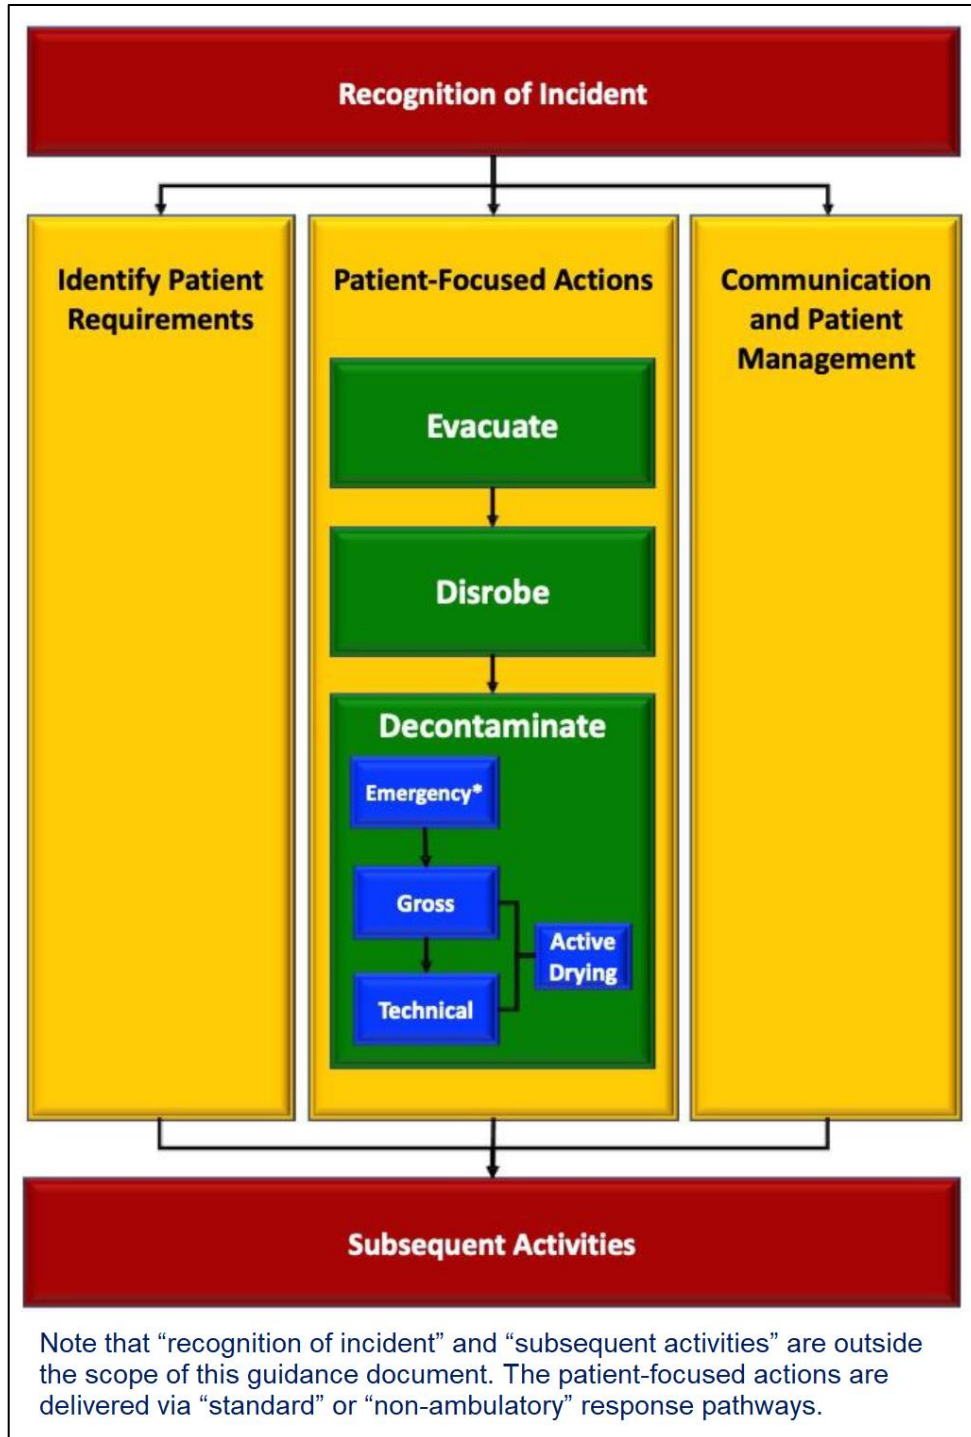 Recognition of Incident
Identify Patient
Requirements
Patient-Focused Actions
Evacuate
Disrobe
Decontaminate
Emergency*
Gross
Active
Drying
Technical
Communication
and Patient
Management
Subsequent Activities
Note that “recognition of incident” and “subsequent activities” are outside
the scope of this guidance document. The patient-focused actions are
delivered via “standard” or “non-ambulatory” response pathways.